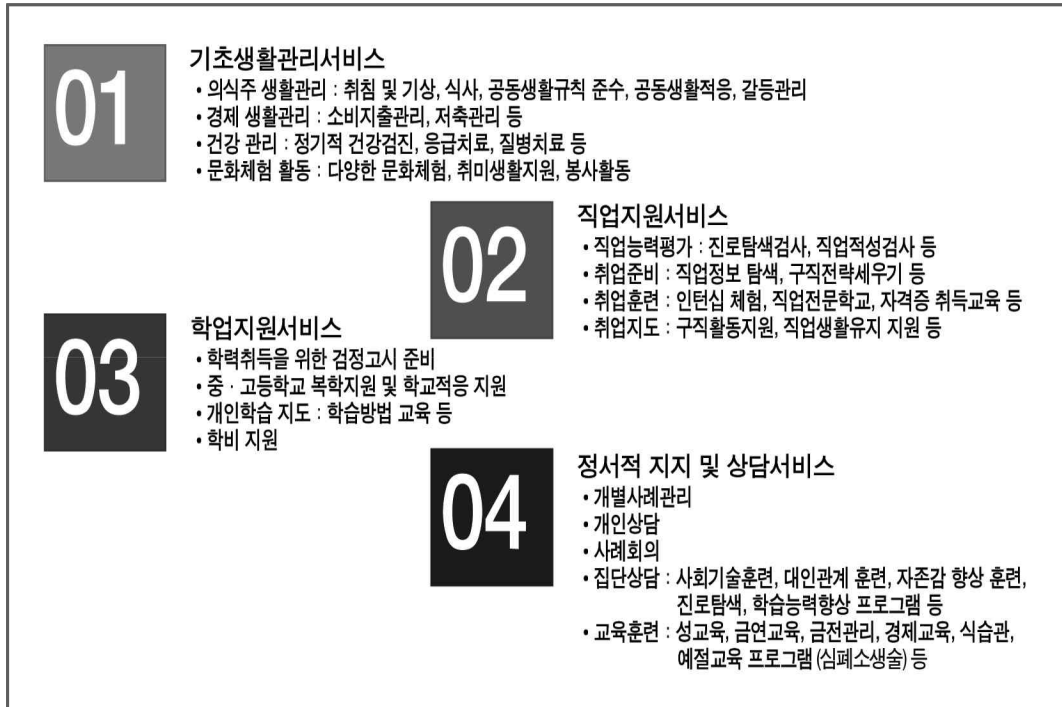 01
기초생활관리서비스
• 의식주 생활관리 : 취침 및 기상, 식사, 공동생활규칙 준수, 공동생활적응, 갈등관리
• 경제 생활관리 : 소비지출관리, 저축관리 등
• 건강 관리 : 정기적 건강검진, 응급치료, 질병치료 등
• 문화체험 활동 : 다양한 문화체험, 취미생활지원, 봉사활동
02
직업지원서비스
• 직업능력평가 : 진로탐색검사, 직업적성검사 등
• 취업준비 : 직업정보 탐색, 구직전략세우기 등
• 취업훈련 : 인턴십 체험, 직업전문학교, 자격증 취득교육 등
• 취업지도 : 구직활동지원, 직업생활유지 지원 등
03
학업지원서비스
• 학력취득을 위한 검정고시 준비
• 중 · 고등학교 복학지원 및 학교적응 지원
• 개인학습 지도 : 학습방법 교육 등
• 학비 지원
04
정서적 지지 및 상담서비스
• 개별사례관리
• 개인상담
• 사례회의
• 집단상담 : 사회기술훈련, 대인관계 훈련, 자존감 향상 훈련,
진로탐색, 학습능력향상 프로그램 등
• 교육훈련 : 성교육, 금연교육, 금전관리, 경제교육, 식습관,
예절교육 프로그램 (심폐소생술) 등